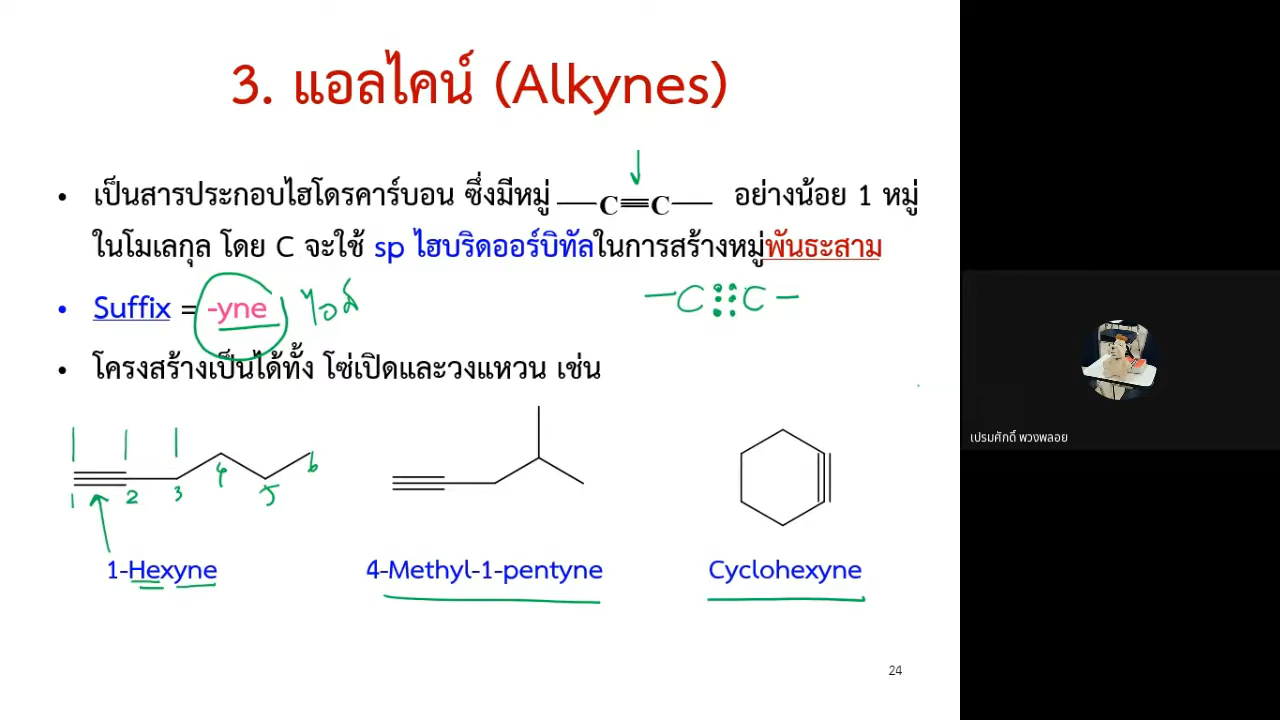 3. แอลไคน์ (Alkynes)
• เป็นสารประกอบไฮโดรคาร์บอน ซึ่งมีหมู่ —C≡C— อย่างน้อย 1 หมู่
ในโมเลกุล โดย C จะใช้ sp ไฮบริดออร์บิทัลในการสร้างหมู่พันธะสาม
—C⋮⋮C—
• Suffix = -yne
• โครงสร้างเป็นได้ทั้ง โซ่เปิดและวงแหวน เช่น
1 2 3 4 5 6
1-Hexyne 4-Methyl-1-pentyne Cyclohexyne
24
เปรมศักดิ์ พวงพลอย